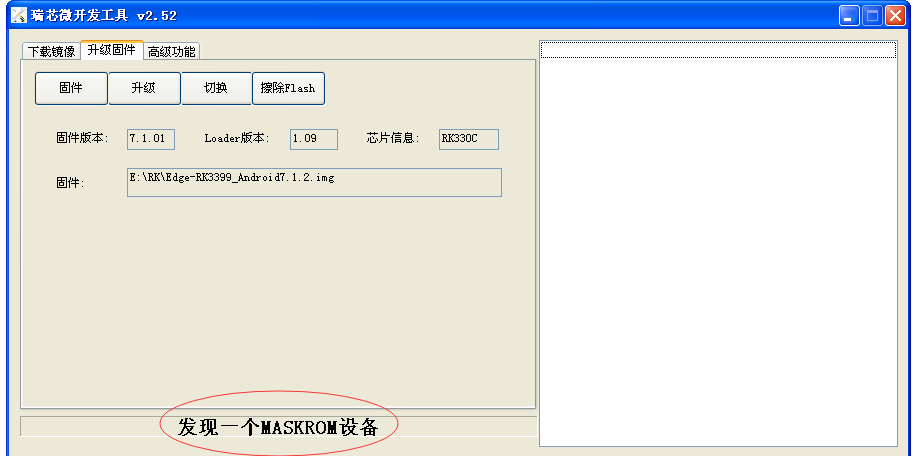 瑞芯微开发工具 v2.52
下载镜像 升级固件 高级功能
固件 升级 切换 擦除Flash
固件版本: 7.1.01 Loader版本: 1.09 芯片信息: RK330C
固件: E:\RK\Edge-RK3399_Android7.1.2.img
发现一个MASKROM设备